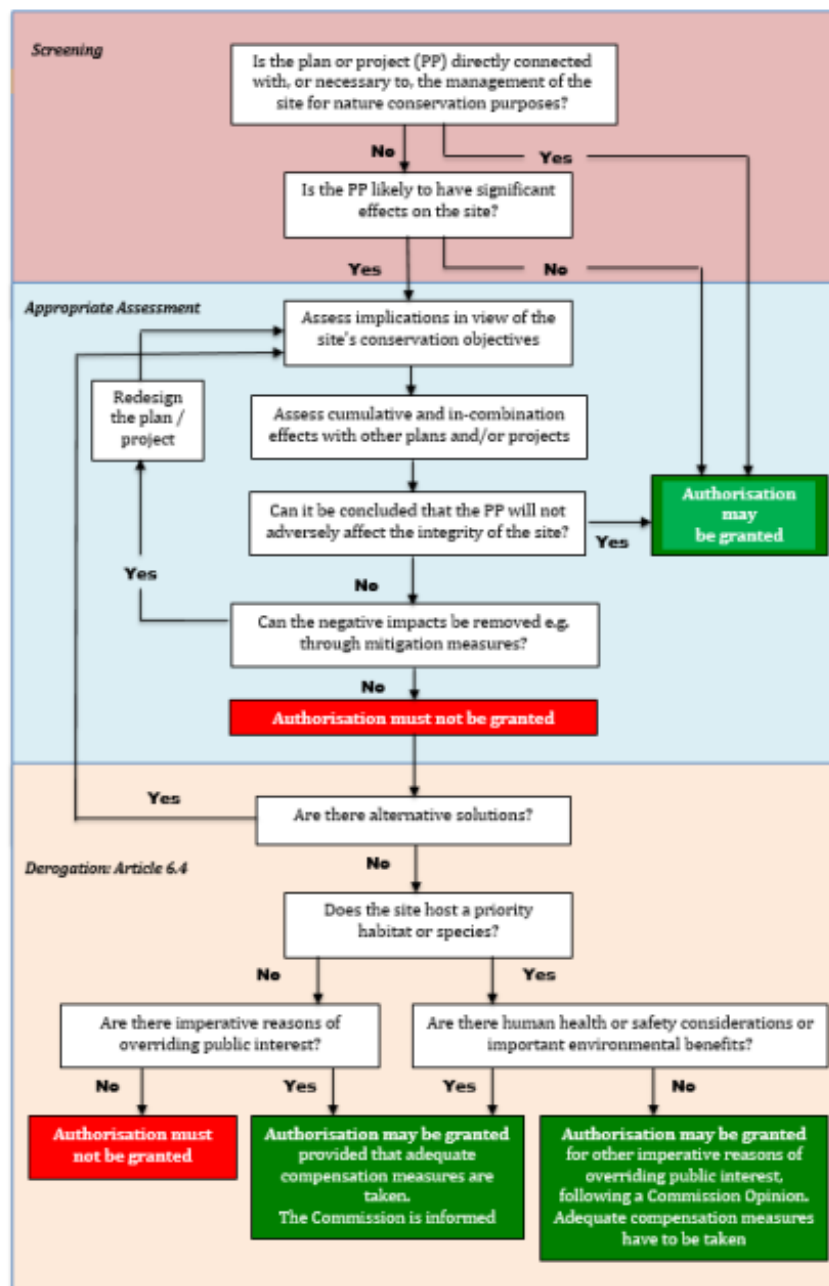 Screening
Is the plan or project (PP) directly connected
with, or necessary to, the management of the
site for nature conservation purposes?
No
Yes
Is the PP likely to have significant
effects on the site?
Yes
No
Appropriate Assessment
Assess implications in view of the
site's conservation objectives
Redesign
the plan /
project
Assess cumulative and in-combination
effects with other plans and/or projects
Can it be concluded that the PP will not
adversely affect the integrity of the site?
Yes
Authorisation
may
be granted
Yes
No
Can the negative impacts be removed e.g.
through mitigation measures?
No
Authorisation must not be granted
Yes
Are there alternative solutions?
No
Derogation: Article 6.4
Does the site host a priority
habitat or species?
No
Yes
Are there imperative reasons of
overriding public interest?
Are there human health or safety considerations or
important environmental benefits?
No
Yes
Yes
No
Authorisation must
not be granted
Authorisation may be granted
provided that adequate
compensation measures are
taken.
The Commission is informed
Authorisation may be granted
for other imperative reasons of
overriding public interest,
following a Commission Opinion.
Adequate compensation measures
have to be taken